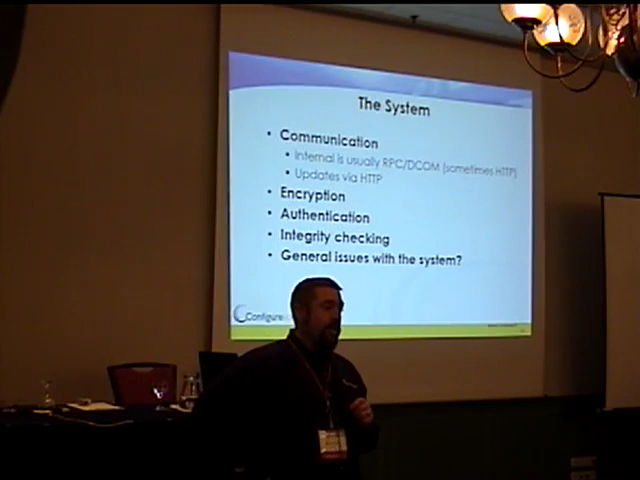 The System
• Communication
• Internal is usually RPC/DCOM (sometimes HTTP)
• Updates via HTTP
• Encryption
• Authentication
• Integrity checking
• General issues with the system?
Configure